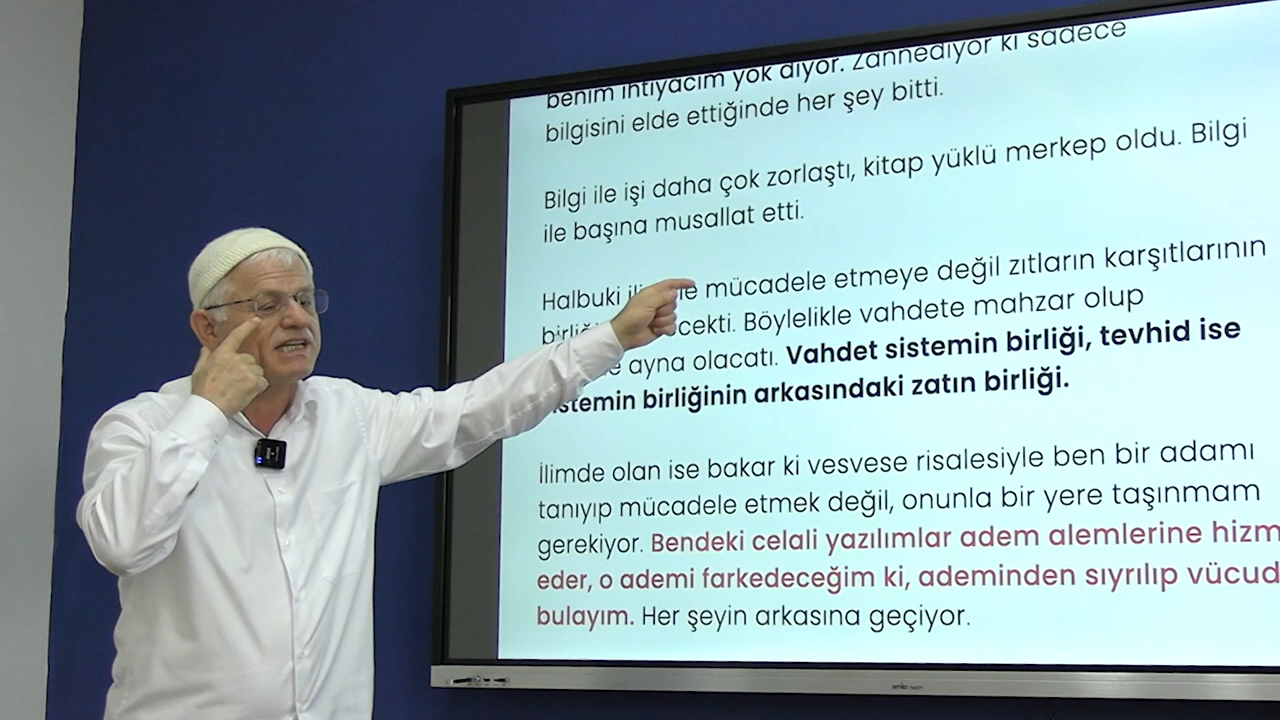 benim ihtiyacım yok diyor. Zannediyor ki sadece
bilgisini elde ettiğinde her şey bitti.
Bilgi ile işi daha çok zorlaştı, kitap yüklü merkep oldu. Bilgi
ile başına musallat etti.
Halbuki mücadele etmeye değil zıtların karşıtlarının
Böylelikle vahdete mahzar olup
ayna olacatı. Vahdet sistemin birliği, tevhid ise
sistemin birliğinin arkasındaki zatın birliği.
İlimde olan ise bakar ki vesvese risalesiyle ben bir adamı
tanıyıp mücadele etmek değil, onunla bir yere taşınmam
gerekiyor. Bendeki celali yazılımlar adem alemlerine hizm
eder, o ademi farkedeceğim ki, ademinden sıyrılıp vücud
bulayım. Her şeyin arkasına geçiyor.